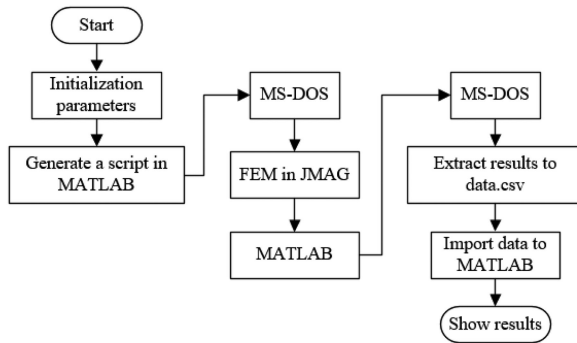 Start
Initialization
parameters
Generate a script in
MATLAB
MS-DOS
FEM in JMAG
MATLAB
MS-DOS
Extract results to
data.csv
Import data to
MATLAB
Show results